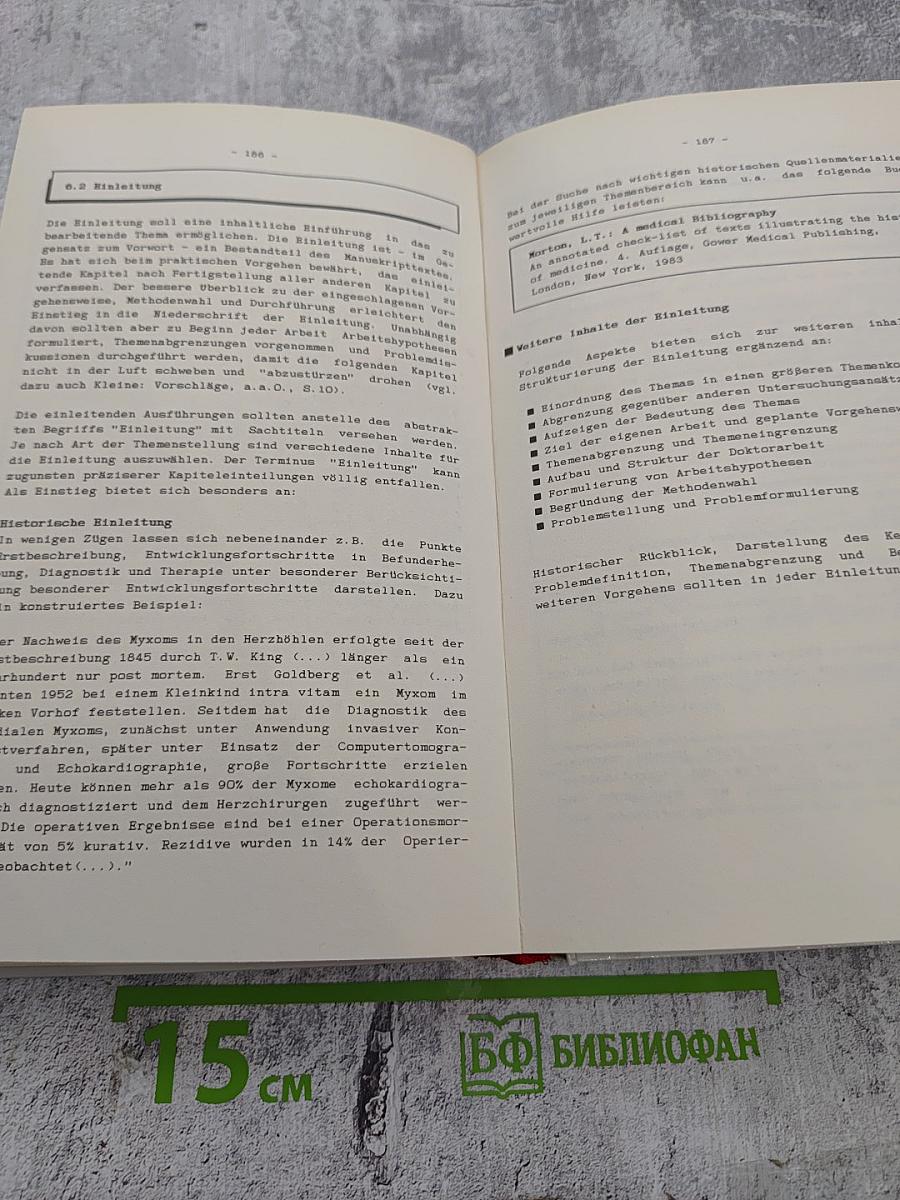 - 186 -
6.2 Einleitung
Die Einleitung soll eine inhaltliche Einführung in das zu
bearbeitende Thema ermöglichen. Die Einleitung ist - im Ge-
gensatz zum Vorwort - ein Bestandteil des Manuskripttextes.
Es hat sich beim praktischen Vorgehen bewährt, das einlei-
tende Kapitel nach Fertigstellung aller anderen Kapitel zu
verfassen. Der bessere Überblick zu der eingeschlagenen Vor-
gehensweise, Methodenwahl und Durchführung erleichtert den
Einstieg in die Niederschrift der Einleitung. Unabhängig
davon sollten aber zu Beginn jeder Arbeit Arbeitshypothesen
formuliert, Themenabgrenzungen vorgenommen und Problemdis-
kussionen durchgeführt werden, damit die folgenden Kapitel
nicht in der Luft schweben und "abzustürzen" drohen (vgl.
dazu auch Kleine: Vorschläge, a.a.O., S.10).
Die einleitenden Ausführungen sollten anstelle des abstrak-
ten Begriffs "Einleitung" mit Sachtiteln versehen werden.
Je nach Art der Themenstellung sind verschiedene Inhalte für
die Einleitung auszuwählen. Der Terminus "Einleitung" kann
zugunsten präziserer Kapiteleinteilungen völlig entfallen.
Als Einstieg bietet sich besonders an:
Historische Einleitung
In wenigen Zügen lassen sich nebeneinander z.B. die Punkte
Erstbeschreibung, Entwicklungsfortschritte in Befunderhe-
ung, Diagnostik und Therapie unter besonderer Berücksichti-
ung besonderer Entwicklungsfortschritte darstellen. Dazu
in konstruiertes Beispiel:
er Nachweis des Myxoms in den Herzhöhlen erfolgte seit der
stbeschreibung 1845 durch T.W. King (...) länger als ein
hrhundert nur post mortem. Erst Goldberg et al. (...)
nten 1952 bei einem Kleinkind intra vitam ein Myxom im
ken Vorhof feststellen. Seitdem hat die Diagnostik des
dialen Myxoms, zunächst unter Anwendung invasiver Kon-
stverfahren, später unter Einsatz der Computertomogra-
und Echokardiographie, große Fortschritte erzielen
en. Heute können mehr als 90% der Myxome echokardiogra-
ch diagnostiziert und dem Herzchirurgen zugeführt wer-
Die operativen Ergebnisse sind bei einer Operationsmor-
ät von 5% kurativ. Rezidive wurden in 14% der Operier-
eobachtet(...)."
- 187 -
Bei der Suche nach wichtigen historischen Quellenmaterialie
zum jeweiligen Themenbereich kann u.a. das folgende Buc
wertvolle Hilfe leisten:
Morton, L.T.: A medical Bibliography
An annotated check-list of texts illustrating the hist
of medicine. 4. Auflage, Gower Medical Publishing,
London, New York, 1983
■ Weitere Inhalte der Einleitung
Folgende Aspekte bieten sich zur weiteren inhal
Strukturierung der Einleitung ergänzend an:
■ Einordnung des Themas in einen größeren Themenko
■ Abgrenzung gegenüber anderen Untersuchungsansätz
■ Aufzeigen der Bedeutung des Themas
■ Ziel der eigenen Arbeit und geplante Vorgehensw
■ Themenabgrenzung und Themeneingrenzung
■ Aufbau und Struktur der Doktorarbeit
■ Formulierung von Arbeitshypothesen
■ Begründung der Methodenwahl
■ Problemstellung und Problemformulierung
Historischer Rückblick, Darstellung des Ke
Problemdefinition, Themenabgrenzung und Be
weiteren Vorgehens sollten in jeder Einleitun
15 см
БФ БИБЛИОФАН